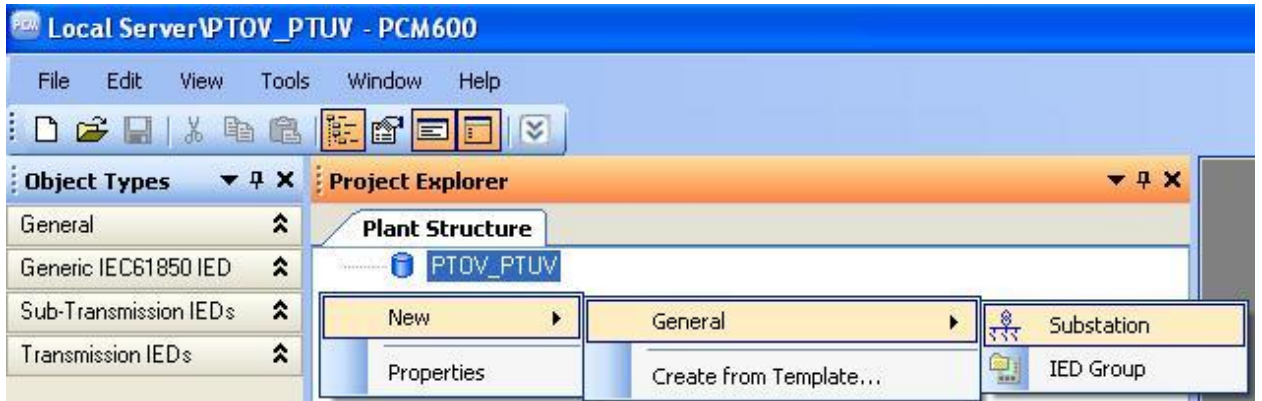 PCM Local Server\PTOV_PTUV - PCM600
File Edit View Tools Window Help
Object Types
Project Explorer
General
Plant Structure
Generic IEC61850 IED
PTOV_PTUV
Sub-Transmission IEDs
New General Substation
Transmission IEDs
Properties Create from Template... IED Group